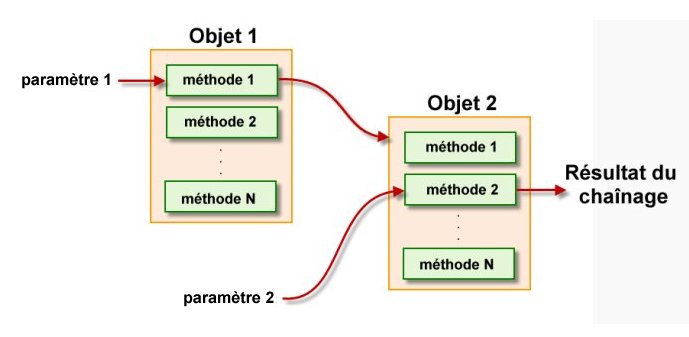 Objet 1
paramètre 1
méthode 1
méthode 2
méthode N
Objet 2
méthode 1
méthode 2
méthode N
paramètre 2
Résultat du
chaînage